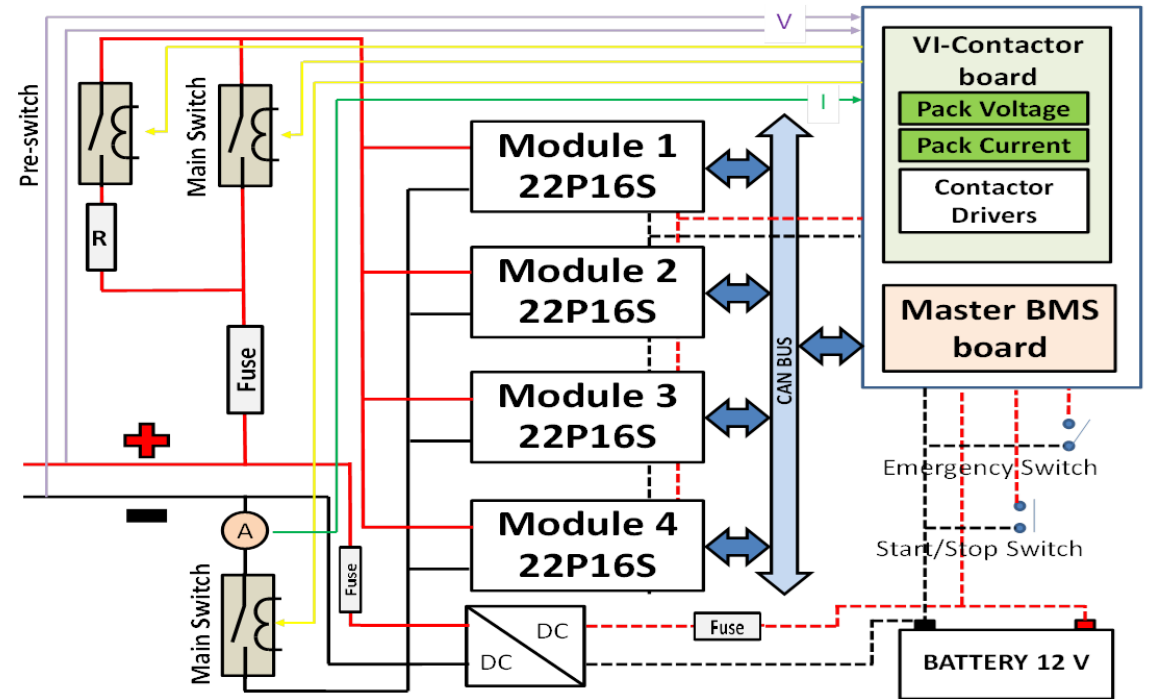 V
I
VI-Contactor
board
Pack Voltage
Pack Current
Contactor
Drivers
Master BMS
board
Pre-switch
Main Switch
R
Fuse
Module 1
22P16S
Module 2
22P16S
Module 3
22P16S
Module 4
22P16S
CAN BUS
Emergency Switch
Start/Stop Switch
A
Main Switch
Fuse
DC
DC
Fuse
BATTERY 12 V